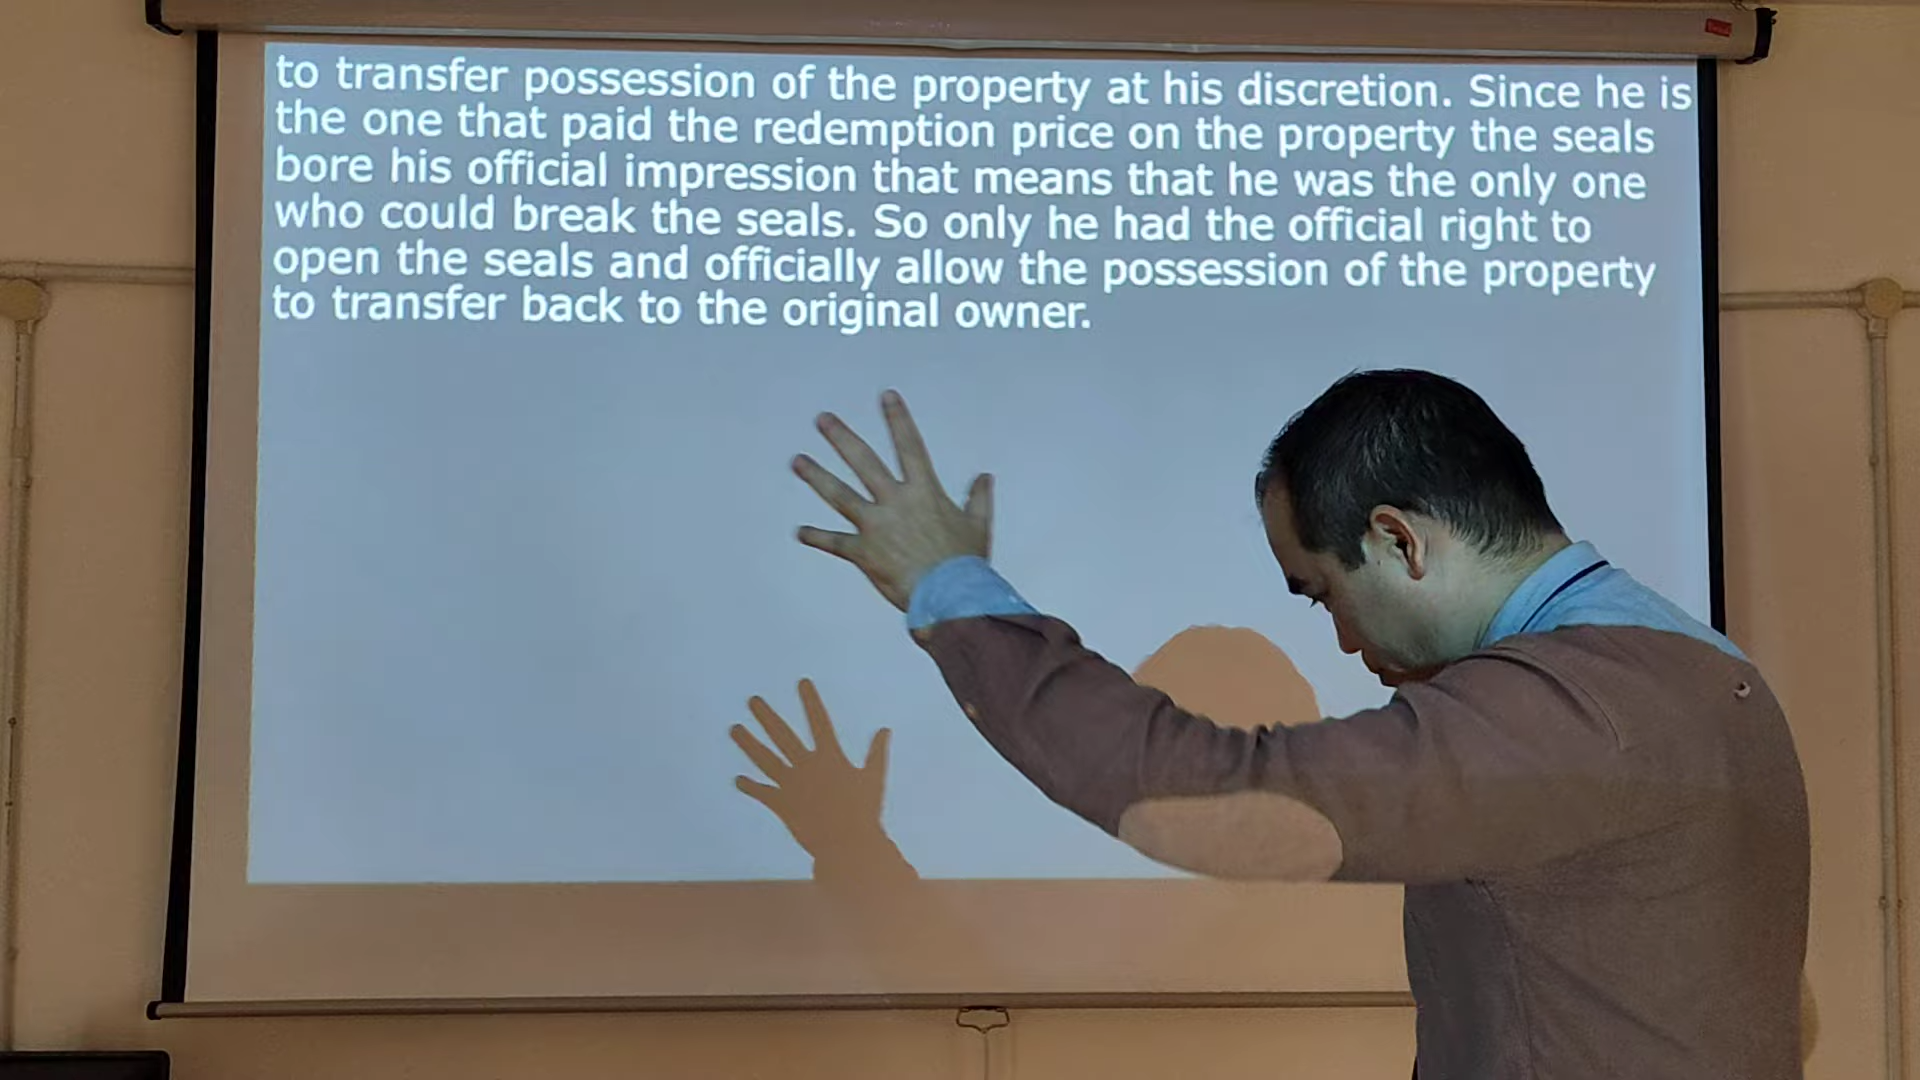 to transfer possession of the property at his discretion. Since he is
the one that paid the redemption price on the property the seals
bore his official impression that means that he was the only one
who could break the seals. So only he had the official right to
open the seals and officially allow the possession of the property
to transfer back to the original owner.